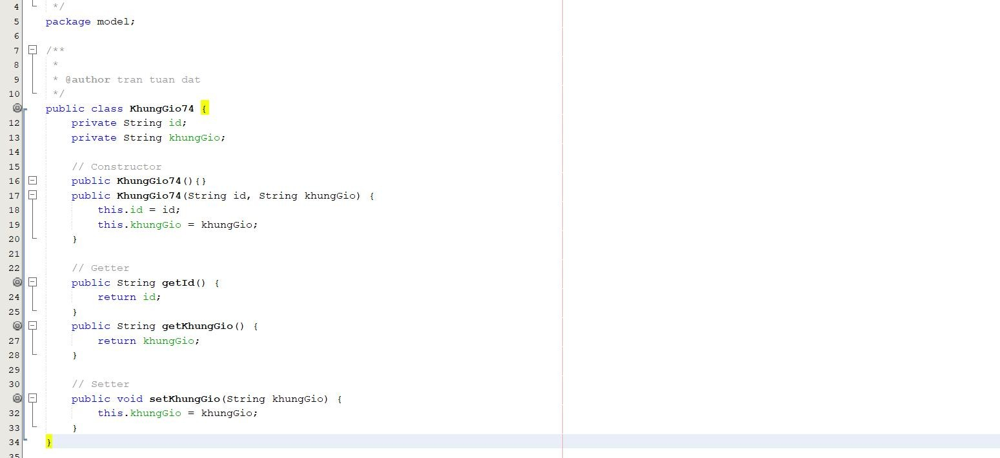 4 */
5 package model;
6
7 /**
8 *
9 * @author tran tuan dat
10 */
public class KhungGio74 {
12 private String id;
13 private String khungGio;
14
15 // Constructor
16 public KhungGio74(){}
17 public KhungGio74(String id, String khungGio) {
18 this.id = id;
19 this.khungGio = khungGio;
20 }
21
22 // Getter
public String getId() {
24 return id;
25 }
public String getKhungGio() {
27 return khungGio;
28 }
29
30 // Setter
public void setKhungGio(String khungGio) {
32 this.khungGio = khungGio;
33 }
34 }
35